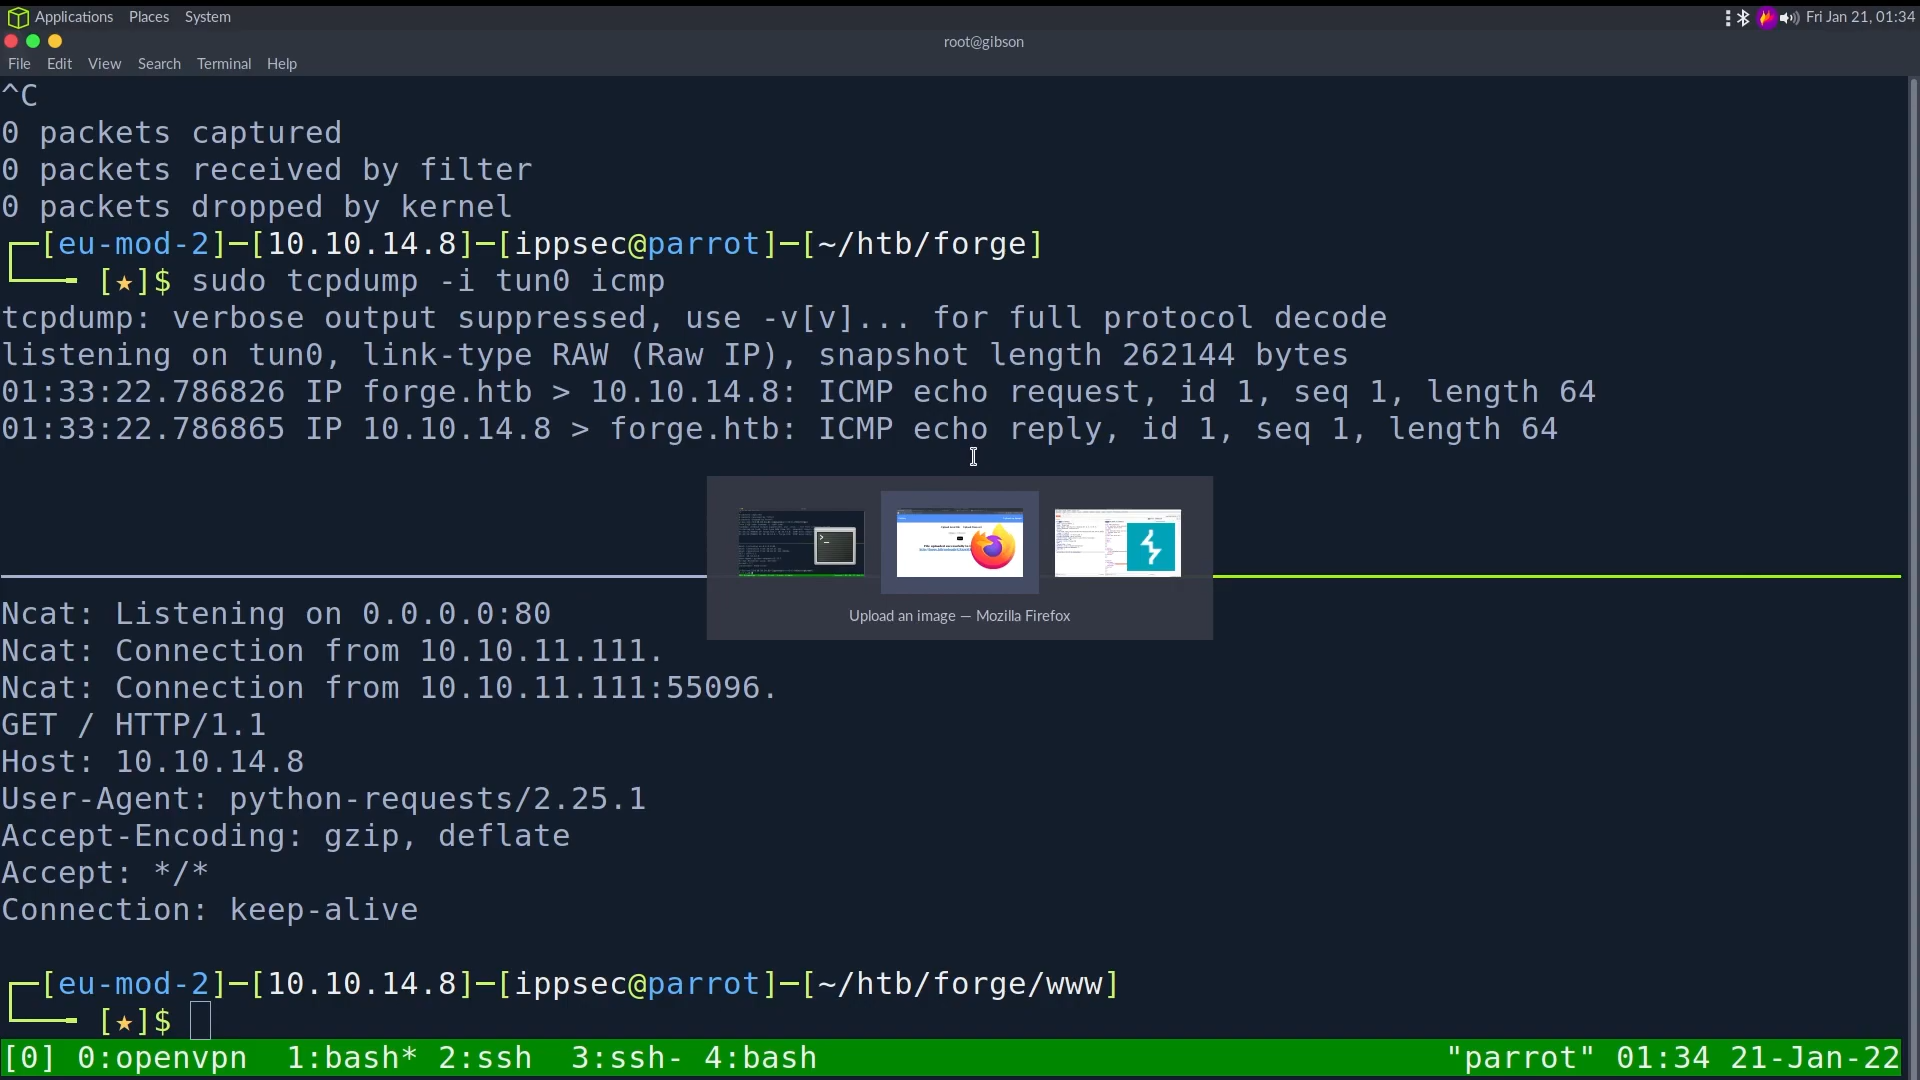 Applications Places System
Fri Jan 21, 01:34
root@gibson
File Edit View Search Terminal Help
^C
0 packets captured
0 packets received by filter
0 packets dropped by kernel
┌─[eu-mod-2]─[10.10.14.8]─[ippsec@parrot]─[~/htb/forge]
└──╼ [★]$ sudo tcpdump -i tun0 icmp
tcpdump: verbose output suppressed, use -v[v]... for full protocol decode
listening on tun0, link-type RAW (Raw IP), snapshot length 262144 bytes
01:33:22.786826 IP forge.htb > 10.10.14.8: ICMP echo request, id 1, seq 1, length 64
01:33:22.786865 IP 10.10.14.8 > forge.htb: ICMP echo reply, id 1, seq 1, length 64
Upload an image — Mozilla Firefox
Ncat: Listening on 0.0.0.0:80
Ncat: Connection from 10.10.11.111.
Ncat: Connection from 10.10.11.111:55096.
GET / HTTP/1.1
Host: 10.10.14.8
User-Agent: python-requests/2.25.1
Accept-Encoding: gzip, deflate
Accept: */*
Connection: keep-alive
┌─[eu-mod-2]─[10.10.14.8]─[ippsec@parrot]─[~/htb/forge/www]
└──╼ [★]$
[0] 0:openvpn 1:bash* 2:ssh 3:ssh- 4:bash "parrot" 01:34 21-Jan-22